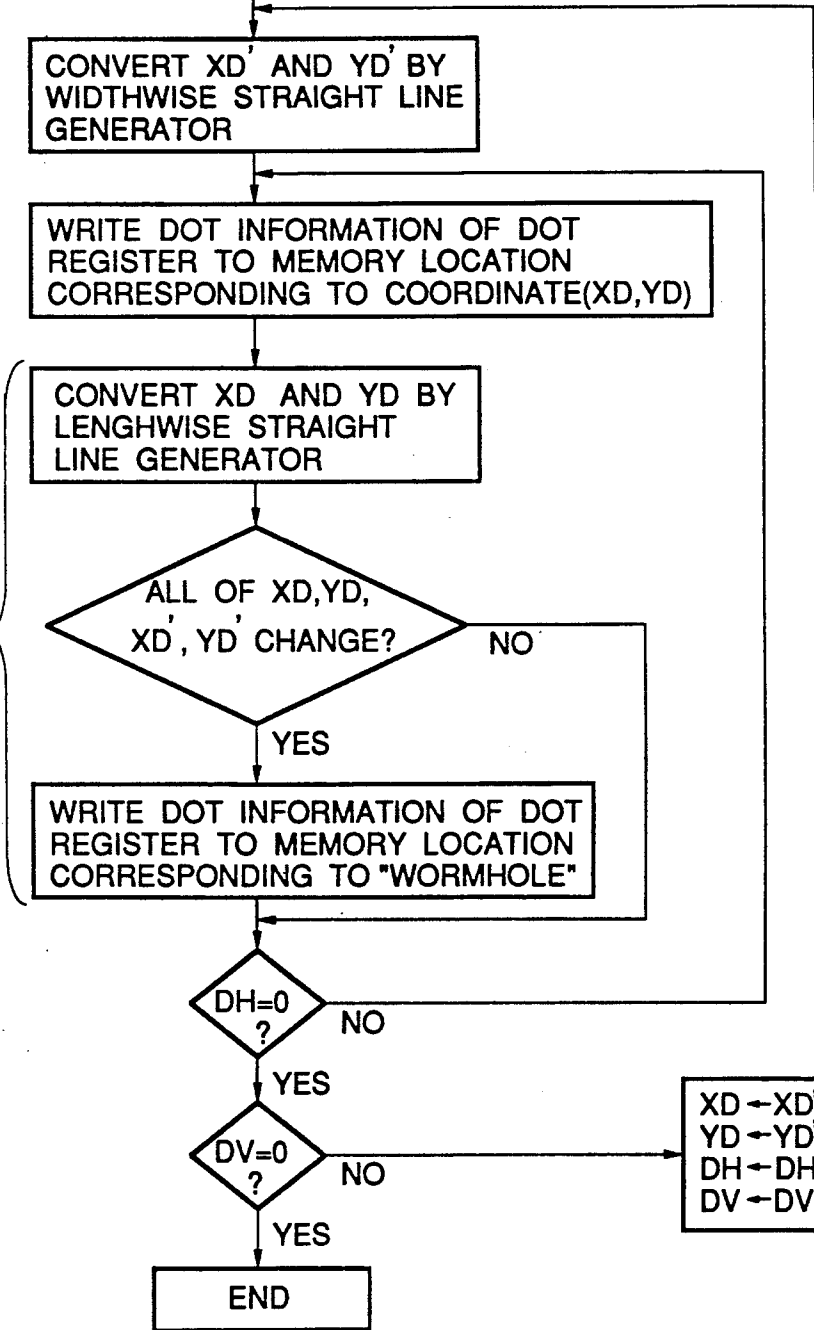 CONVERT XD' AND YD' BY
WIDTHWISE STRAIGHT LINE
GENERATOR
WRITE DOT INFORMATION OF DOT
REGISTER TO MEMORY LOCATION
CORRESPONDING TO COORDINATE(XD,YD)
CONVERT XD AND YD BY
LENGHWISE STRAIGHT
LINE GENERATOR
ALL OF XD,YD,
XD', YD' CHANGE?
NO
YES
WRITE DOT INFORMATION OF DOT
REGISTER TO MEMORY LOCATION
CORRESPONDING TO "WORMHOLE"
DH=0
?
NO
YES
DV=0
?
NO
YES
XD←XD'
YD←YD'
DH←DH
DV←DV
END